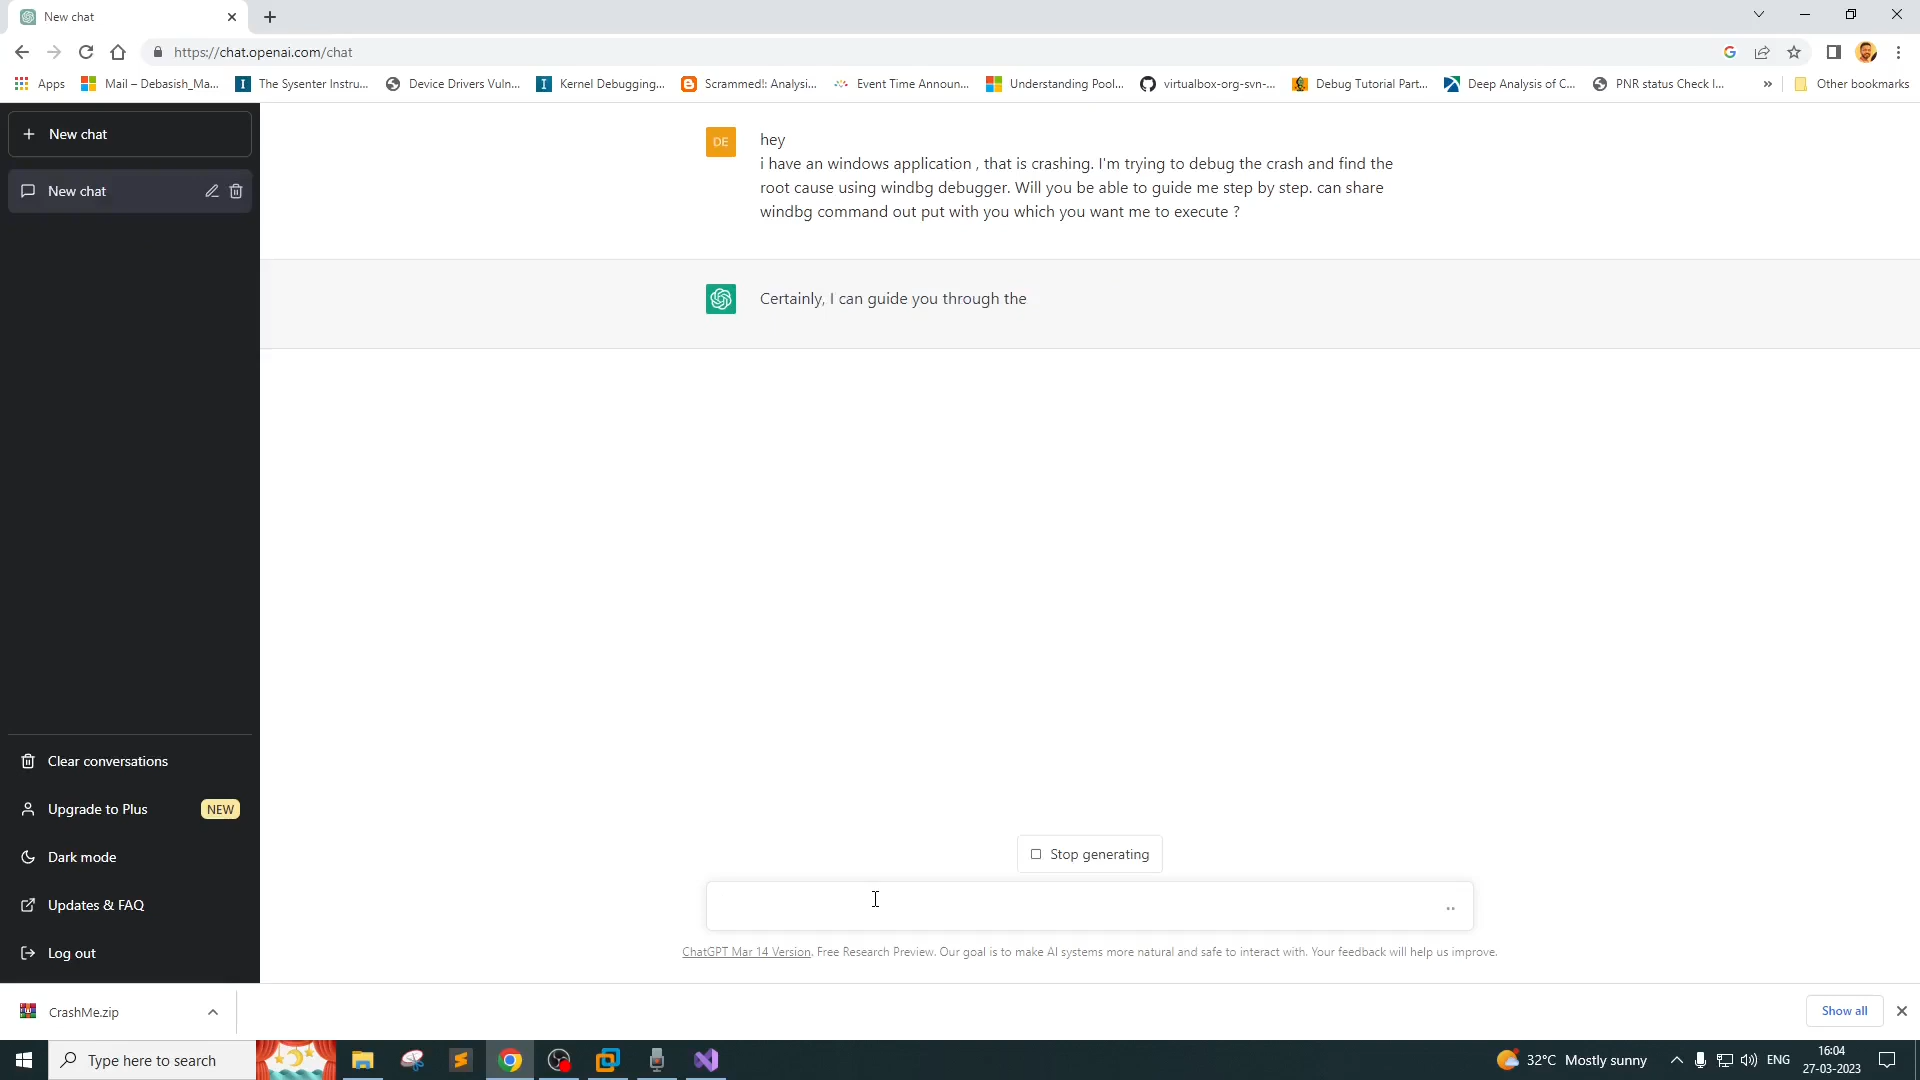 New chat
https://chat.openai.com/chat
Apps
Mail – Debasish_Ma...
The Sysenter Instru...
Device Drivers Vuln...
Kernel Debugging,...
Scrammed!: Analysi...
Event Time Announ...
Understanding Pool...
virtualbox-org-svn-...
Debug Tutorial Part...
Deep Analysis of C...
PNR status Check I...
»
Other bookmarks
New chat
New chat
DE
hey
i have an windows application , that is crashing. I'm trying to debug the crash and find the
root cause using windbg debugger. Will you be able to guide me step by step. can share
windbg command out put with you which you want me to execute ?
Certainly, I can guide you through the
Clear conversations
Upgrade to Plus NEW
Dark mode
Updates & FAQ
Log out
Stop generating
ChatGPT Mar 14 Version. Free Research Preview. Our goal is to make AI systems more natural and safe to interact with. Your feedback will help us improve.
CrashMe.zip
Show all
Type here to search
32°C Mostly sunny
ENG
16:04
27-03-2023